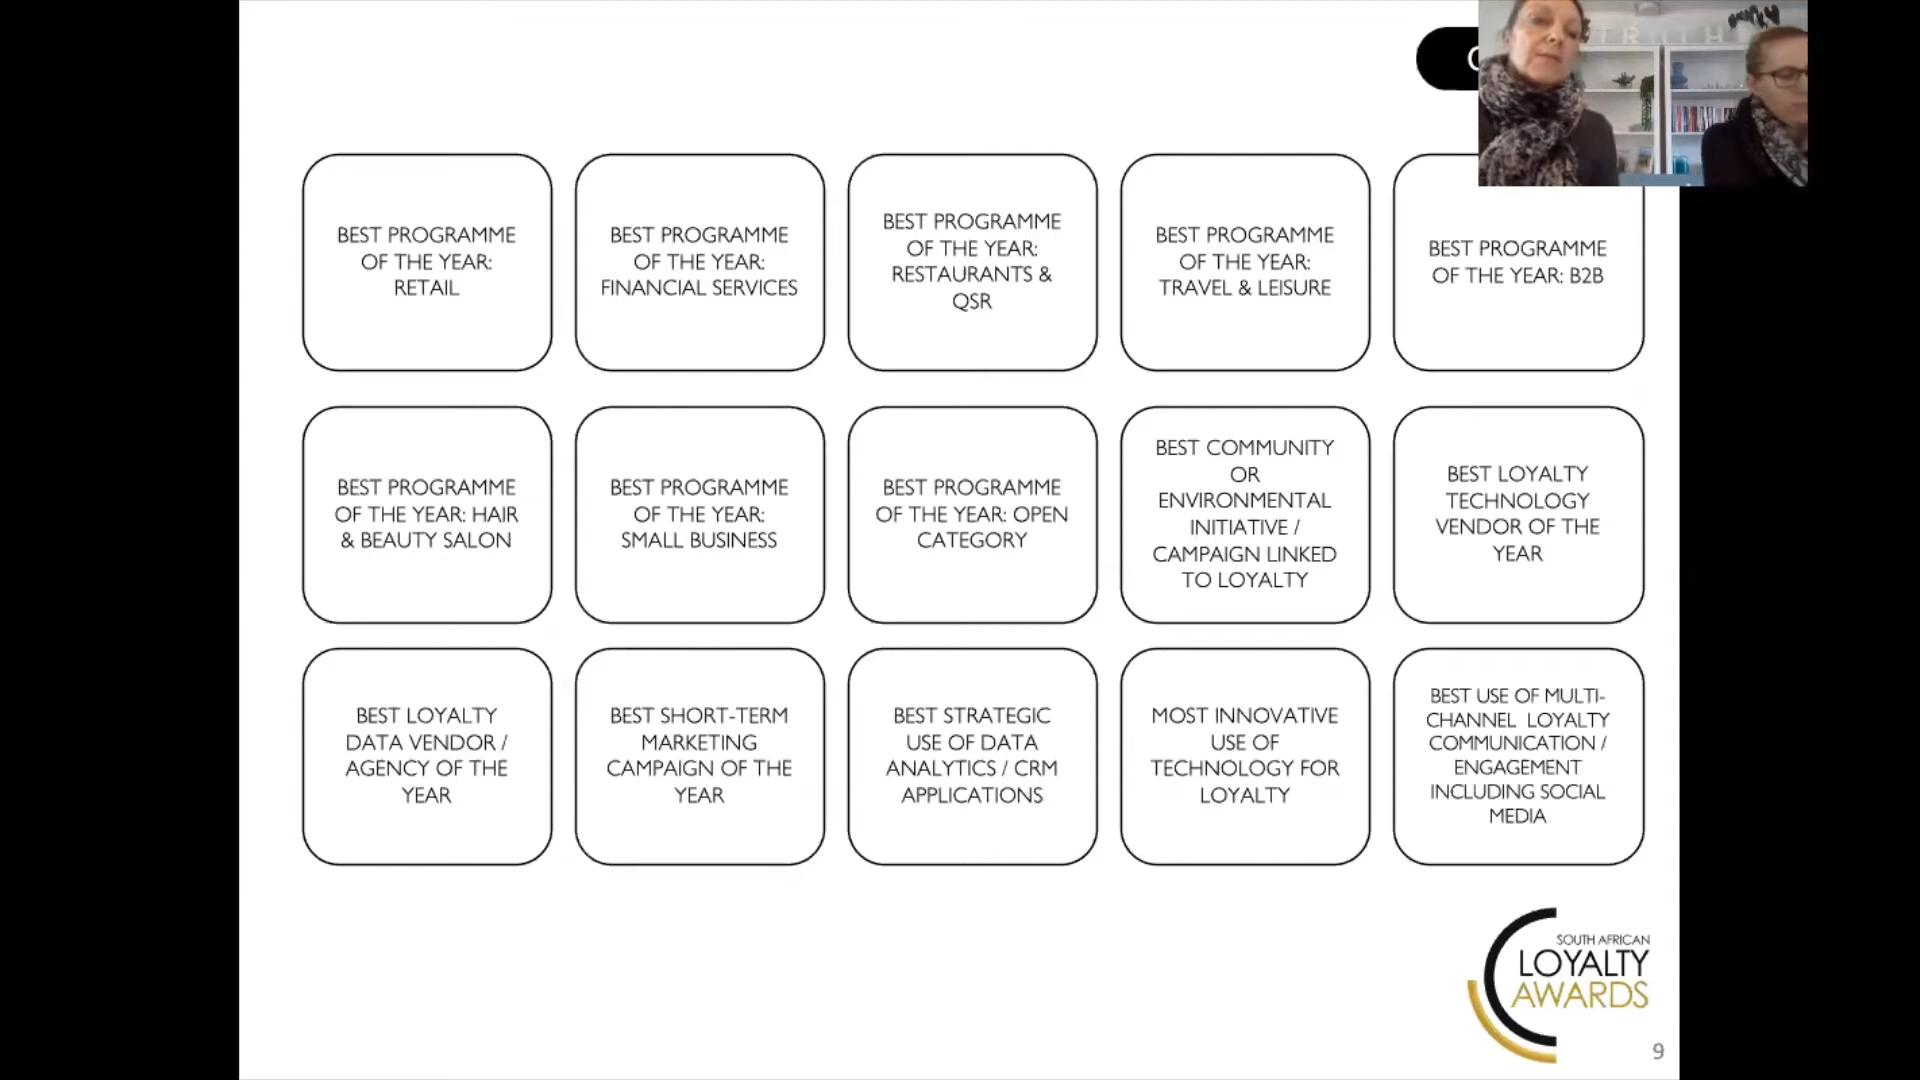 TRUTH
BEST PROGRAMME
OF THE YEAR:
RETAIL
BEST PROGRAMME
OF THE YEAR:
FINANCIAL SERVICES
BEST PROGRAMME
OF THE YEAR:
RESTAURANTS &
QSR
BEST PROGRAMME
OF THE YEAR:
TRAVEL & LEISURE
BEST PROGRAMME
OF THE YEAR: B2B
BEST PROGRAMME
OF THE YEAR: HAIR
& BEAUTY SALON
BEST PROGRAMME
OF THE YEAR:
SMALL BUSINESS
BEST PROGRAMME
OF THE YEAR: OPEN
CATEGORY
BEST COMMUNITY
OR
ENVIRONMENTAL
INITIATIVE /
CAMPAIGN LINKED
TO LOYALTY
BEST LOYALTY
TECHNOLOGY
VENDOR OF THE
YEAR
BEST LOYALTY
DATA VENDOR /
AGENCY OF THE
YEAR
BEST SHORT-TERM
MARKETING
CAMPAIGN OF THE
YEAR
BEST STRATEGIC
USE OF DATA
ANALYTICS / CRM
APPLICATIONS
MOST INNOVATIVE
USE OF
TECHNOLOGY FOR
LOYALTY
BEST USE OF MULTI-
CHANNEL LOYALTY
COMMUNICATION /
ENGAGEMENT
INCLUDING SOCIAL
MEDIA
SOUTH AFRICAN
LOYALTY
AWARDS
9